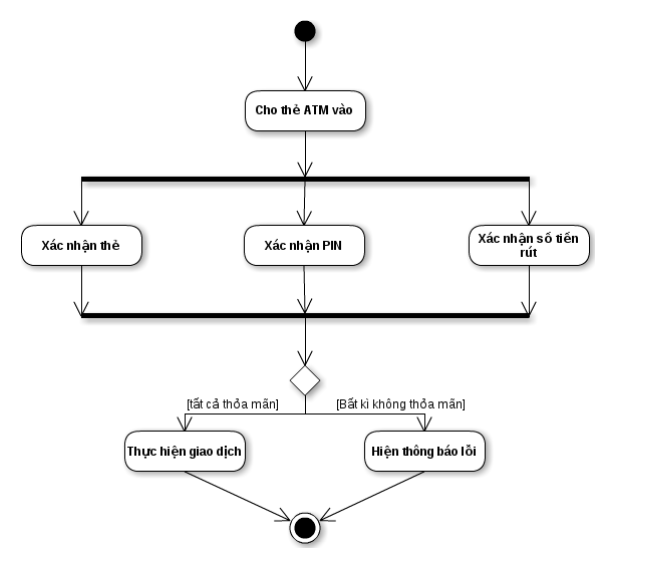 Cho thẻ ATM vào
Xác nhận thẻ
Xác nhận PIN
Xác nhận số tiền
rút
[tất cả thỏa mãn]
[Bất kì không thỏa mãn]
Thực hiện giao dịch
Hiện thông báo lỗi